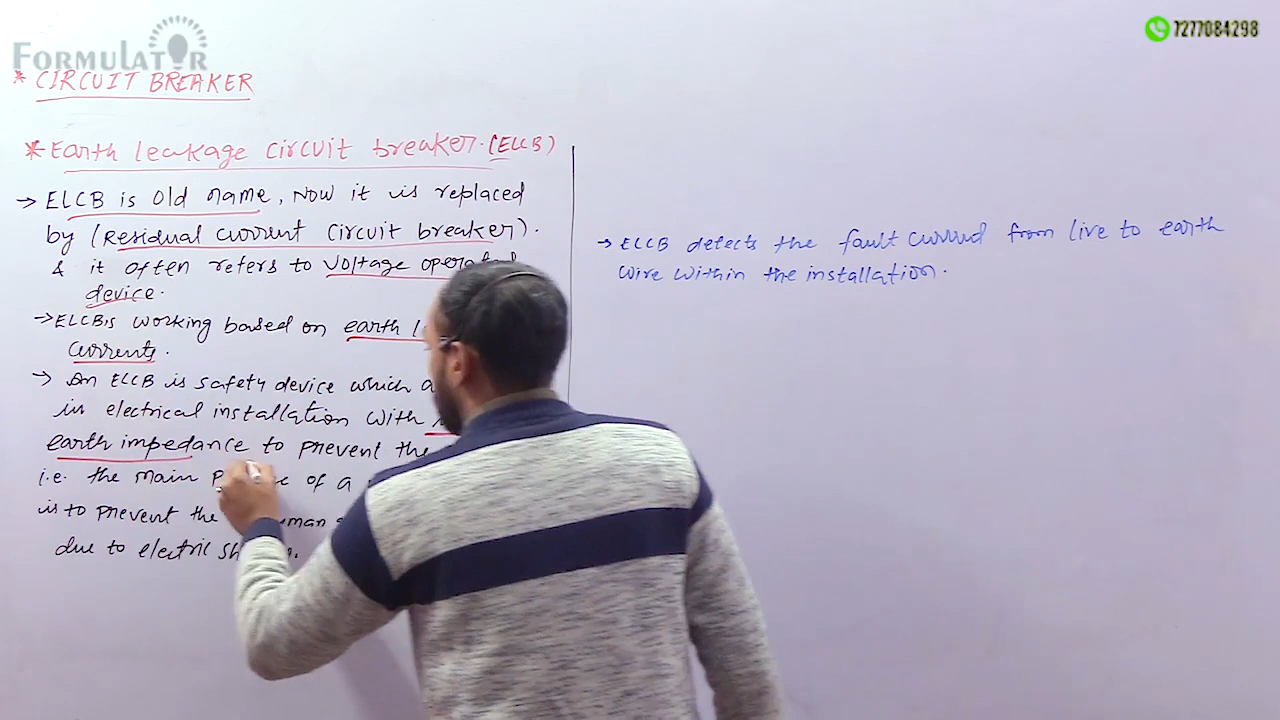 FORMULATOR
7277084298
* CIRCUIT BREAKER
* Earth leakage circuit breaker. (ELCB)
→ ELCB is old name, Now it is replaced
by (Residual current circuit breaker).
& it often refers to voltage operated
device.
→ ELCB is working based on earth
currents.
→ An ELCB is safety device which
in electrical installation with
earth impedance to prevent the
i.e. the main of a
is to prevent the
due to electric
→ ELCB detects the fault current from live to earth
wire within the installation.